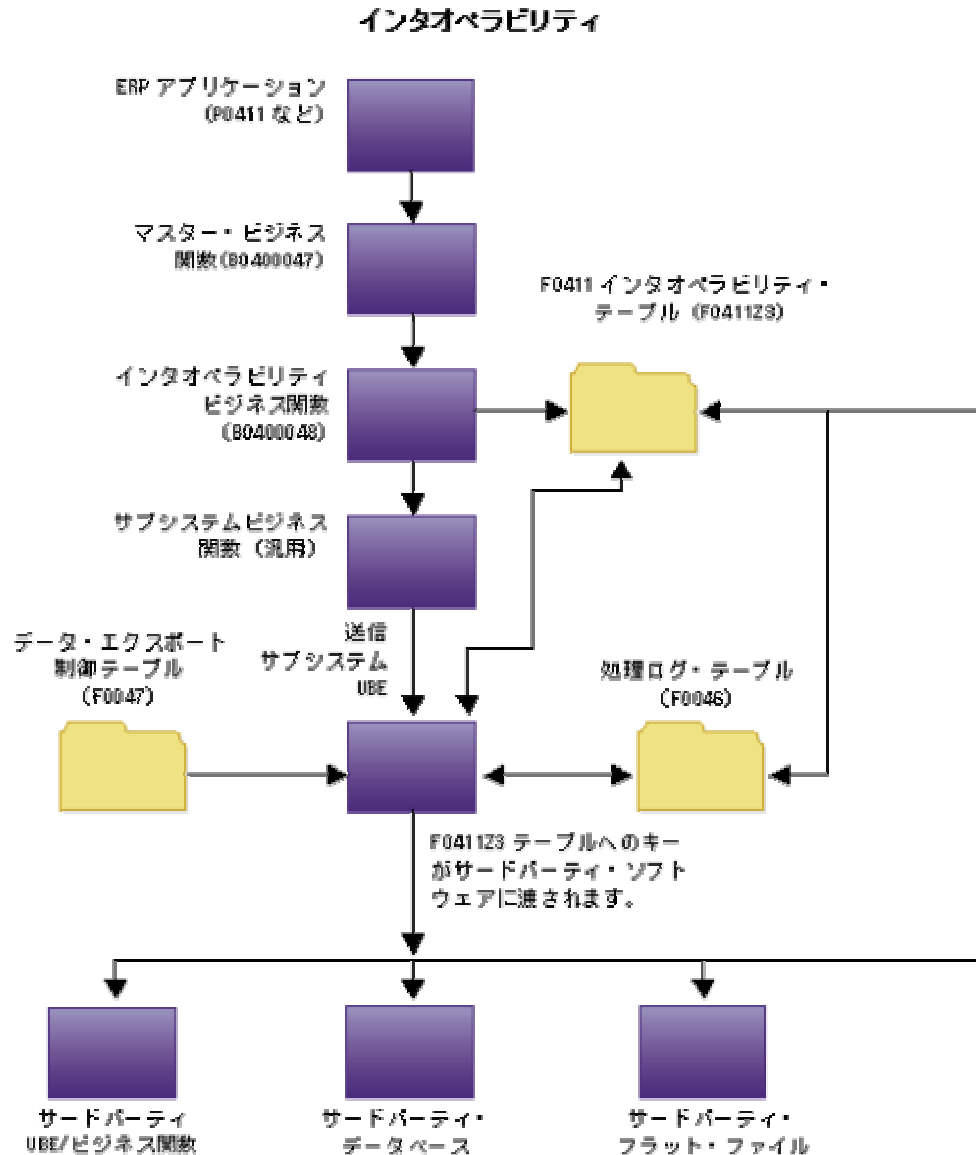 インタオペラビリティ
ERP アプリケーション
(P0411 など)
マスター・ビジネス
関数(B0400047)
F0411 インタオペラビリティ・
テーブル (F0411Z3)
インタオペラビリティ
ビジネス関数
(B0400048)
サブシステムビジネス
関数 (汎用)
送信
サブシステム
UBE
データ・エクスポート
制御テーブル
(F0047)
処理ログ・テーブル
(F0046)
F0411Z3 テーブルへのキー
がサードパーティ・ソフト
ウェアに渡されます。
サードパーティ
UBE/ビジネス関数
サードパーティ・
データベース
サードパーティ・
フラット・ファイル